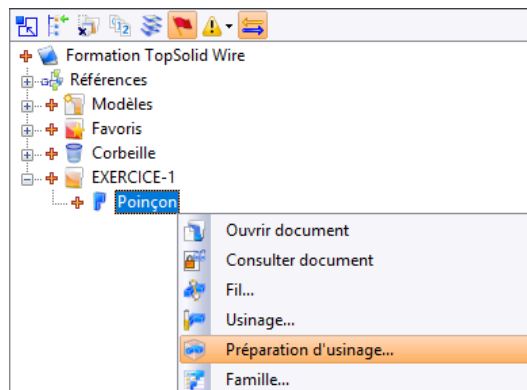 Formation TopSolid Wire
Références
Modèles
Favoris
Corbeille
EXERCICE-1
Poinçon
Ouvrir document
Consulter document
Fil...
Usinage...
Préparation d'usinage...
Famille...